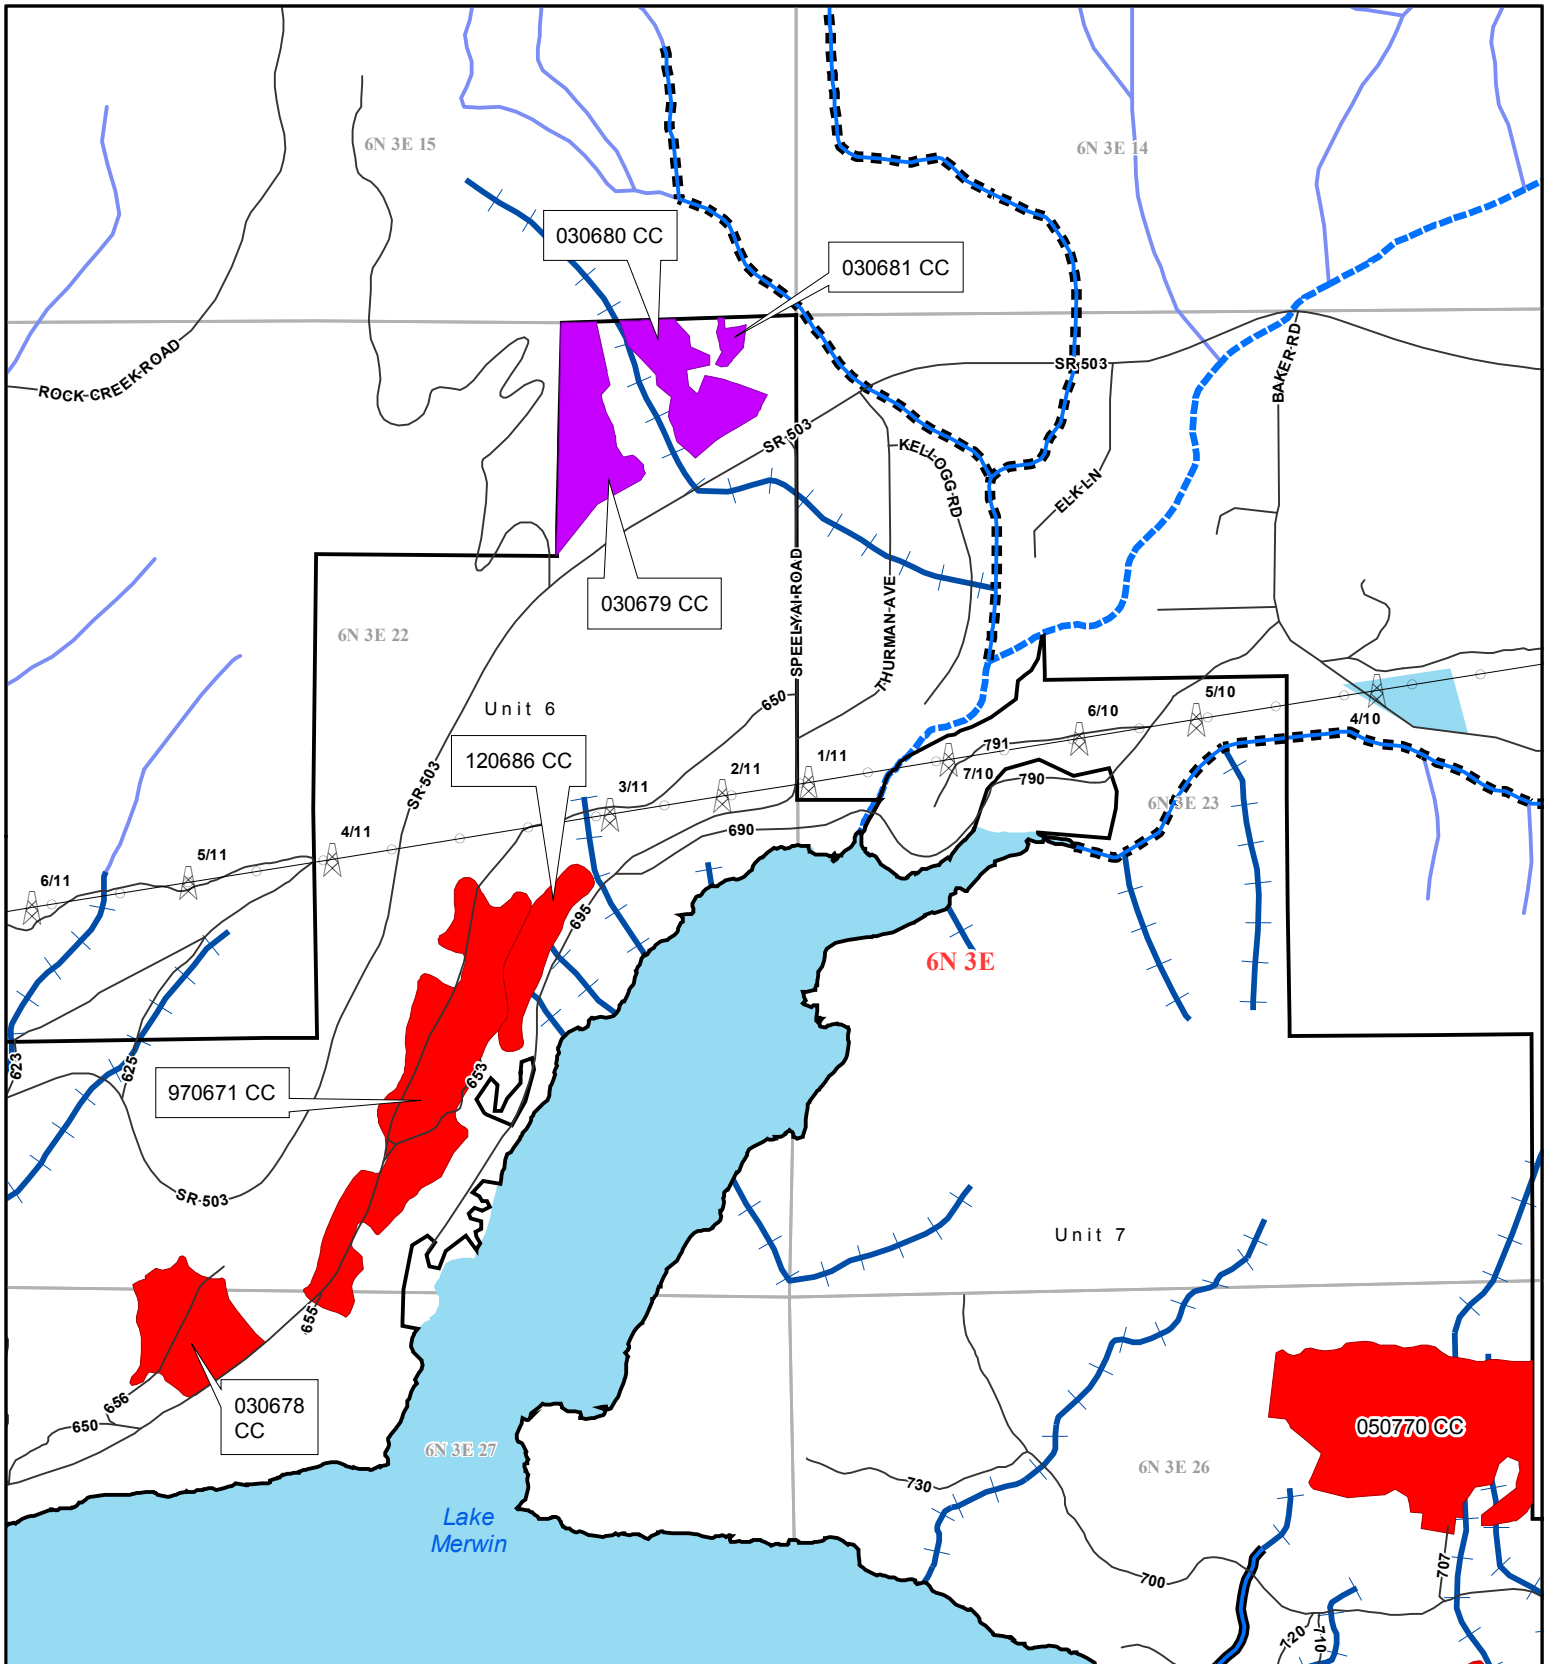 6N 3E 15
6N 3E 14
030680 CC
030681 CC
ROCK CREEK ROAD
SR 503
BAKER RD
SR 503
KELLOGG RD
ELK LN
030679 CC
SPEELYAI ROAD
THURMAN AVE
6N 3E 22
Unit 6
650
5/10
6/10
4/10
791
1/11
7/10
790
120686 CC
2/11
3/11
SR 503
6N 3E 23
690
4/11
5/11
6/11
695
6N 3E
623
625
653
970671 CC
SR 503
Unit 7
655
030678
CC
656
650
050770 CC
6N 3E 27
6N 3E 26
730
Lake
Merwin
700
707
720
710